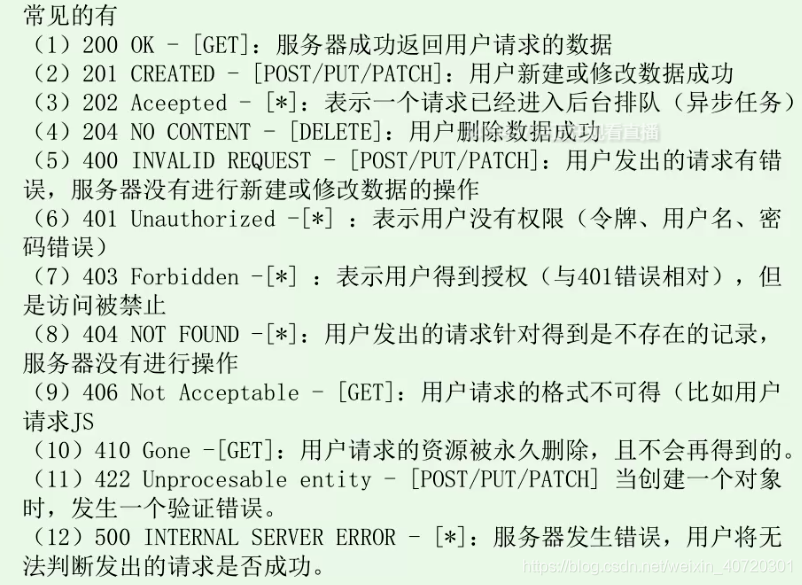 常见的有
（1）200 OK - [GET]：服务器成功返回用户请求的数据
（2）201 CREATED - [POST/PUT/PATCH]：用户新建或修改数据成功
（3）202 Aceepted - [*]：表示一个请求已经进入后台排队（异步任务）
（4）204 NO CONTENT - [DELETE]：用户删除数据成功
（5）400 INVALID REQUEST - [POST/PUT/PATCH]：用户发出的请求有错
误，服务器没有进行新建或修改数据的操作
（6）401 Unauthorized -[*] ：表示用户没有权限（令牌、用户名、密
码错误）
（7）403 Forbidden -[*] ：表示用户得到授权（与401错误相对），但
是访问被禁止
（8）404 NOT FOUND -[*]：用户发出的请求针对得到是不存在的记录，
服务器没有进行操作
（9）406 Not Acceptable - [GET]：用户请求的格式不可得（比如用户
请求JS
（10）410 Gone -[GET]：用户请求的资源被永久删除，且不会再得到的。
（11）422 Unprocesable entity - [POST/PUT/PATCH] 当创建一个对象
时，发生一个验证错误。
（12）500 INTERNAL SERVER ERROR - [*]：服务器发生错误，用户将无
法判断发出的请求是否成功。
https://blog.csdn.net/weixin_40720301